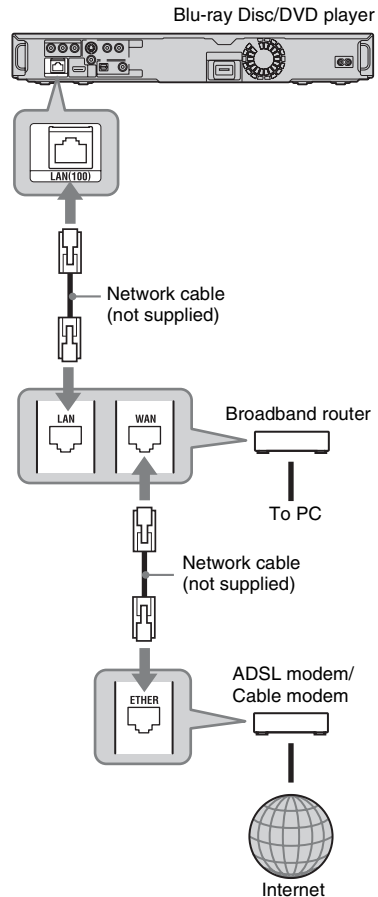 Blu-ray Disc/DVD player
LAN(100)
Network cable
(not supplied)
LAN
WAN
Broadband router
To PC
Network cable
(not supplied)
ADSL modem/
Cable modem
ETHER
Internet